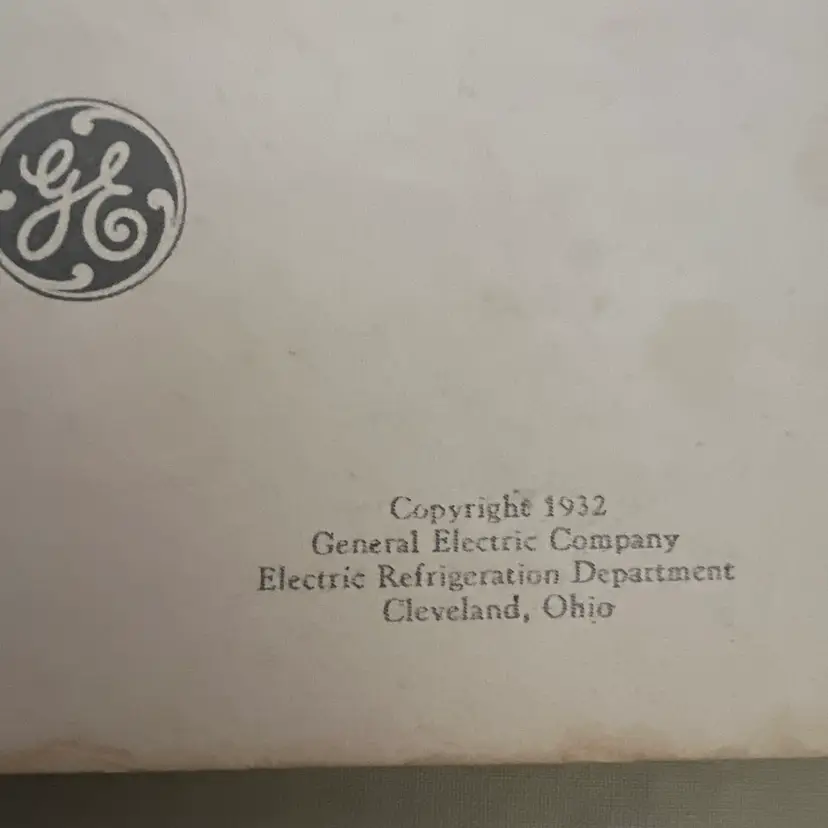 GE
Copyright 1932
General Electric Company
Electric Refrigeration Department
Cleveland, Ohio